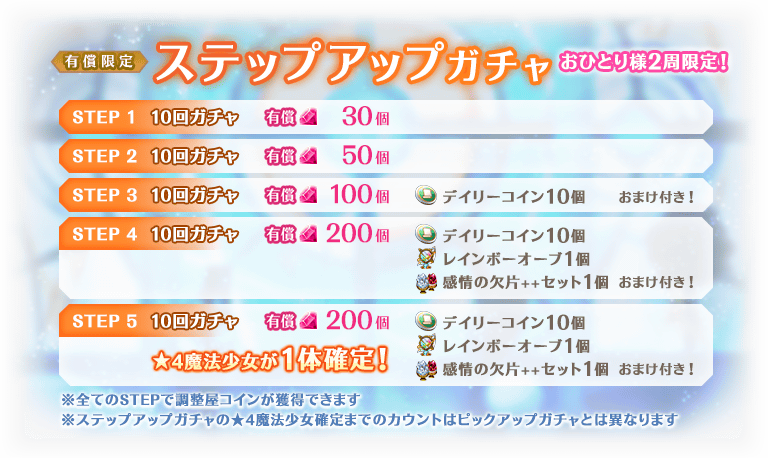 有償限定 ステップアップガチャ おひとり様2周限定!
STEP 1 10回ガチャ 有償 30個
STEP 2 10回ガチャ 有償 50個
STEP 3 10回ガチャ 有償 100個 デイリーコイン10個 おまけ付き!
STEP 4 10回ガチャ 有償 200個 デイリーコイン10個
レインボーオーブ1個
感情の欠片++セット1個 おまけ付き!
STEP 5 10回ガチャ 有償 200個 デイリーコイン10個
レインボーオーブ1個
★4魔法少女が1体確定! 感情の欠片++セット1個 おまけ付き!
※全てのSTEPで調整屋コインが獲得できます
※ステップアップガチャの★4魔法少女確定までのカウントはピックアップガチャとは異なります